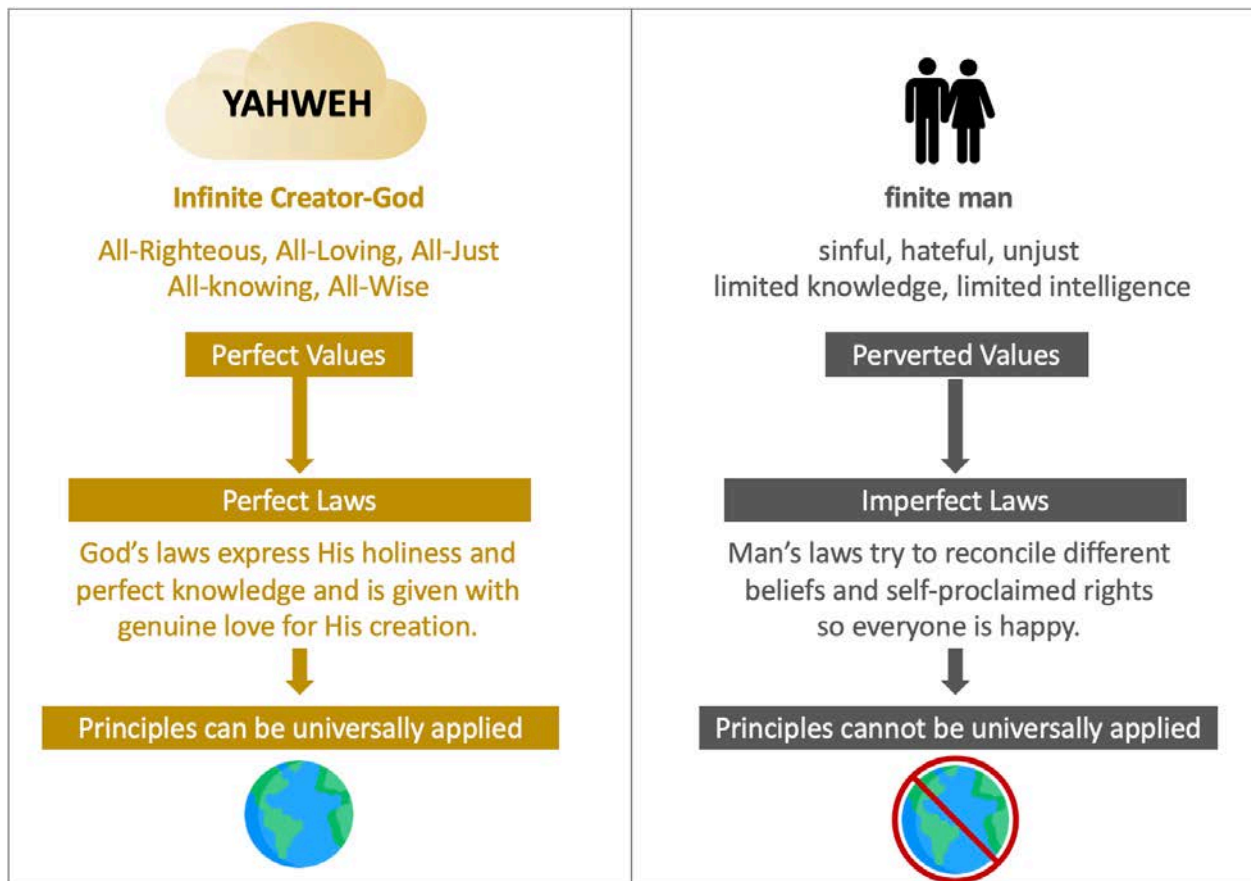 YAHWEH
Infinite Creator-God
All-Righteous, All-Loving, All-Just
All-knowing, All-Wise
Perfect Values
Perfect Laws
God’s laws express His holiness and
perfect knowledge and is given with
genuine love for His creation.
Principles can be universally applied
finite man
sinful, hateful, unjust
limited knowledge, limited intelligence
Perverted Values
Imperfect Laws
Man’s laws try to reconcile different
beliefs and self-proclaimed rights
so everyone is happy.
Principles cannot be universally applied